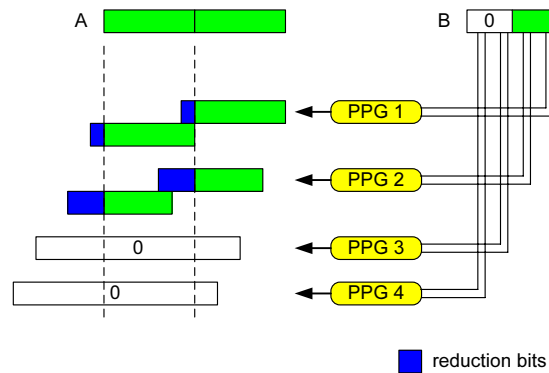 A
B
0
PPG 1
PPG 2
0
PPG 3
0
PPG 4
reduction bits